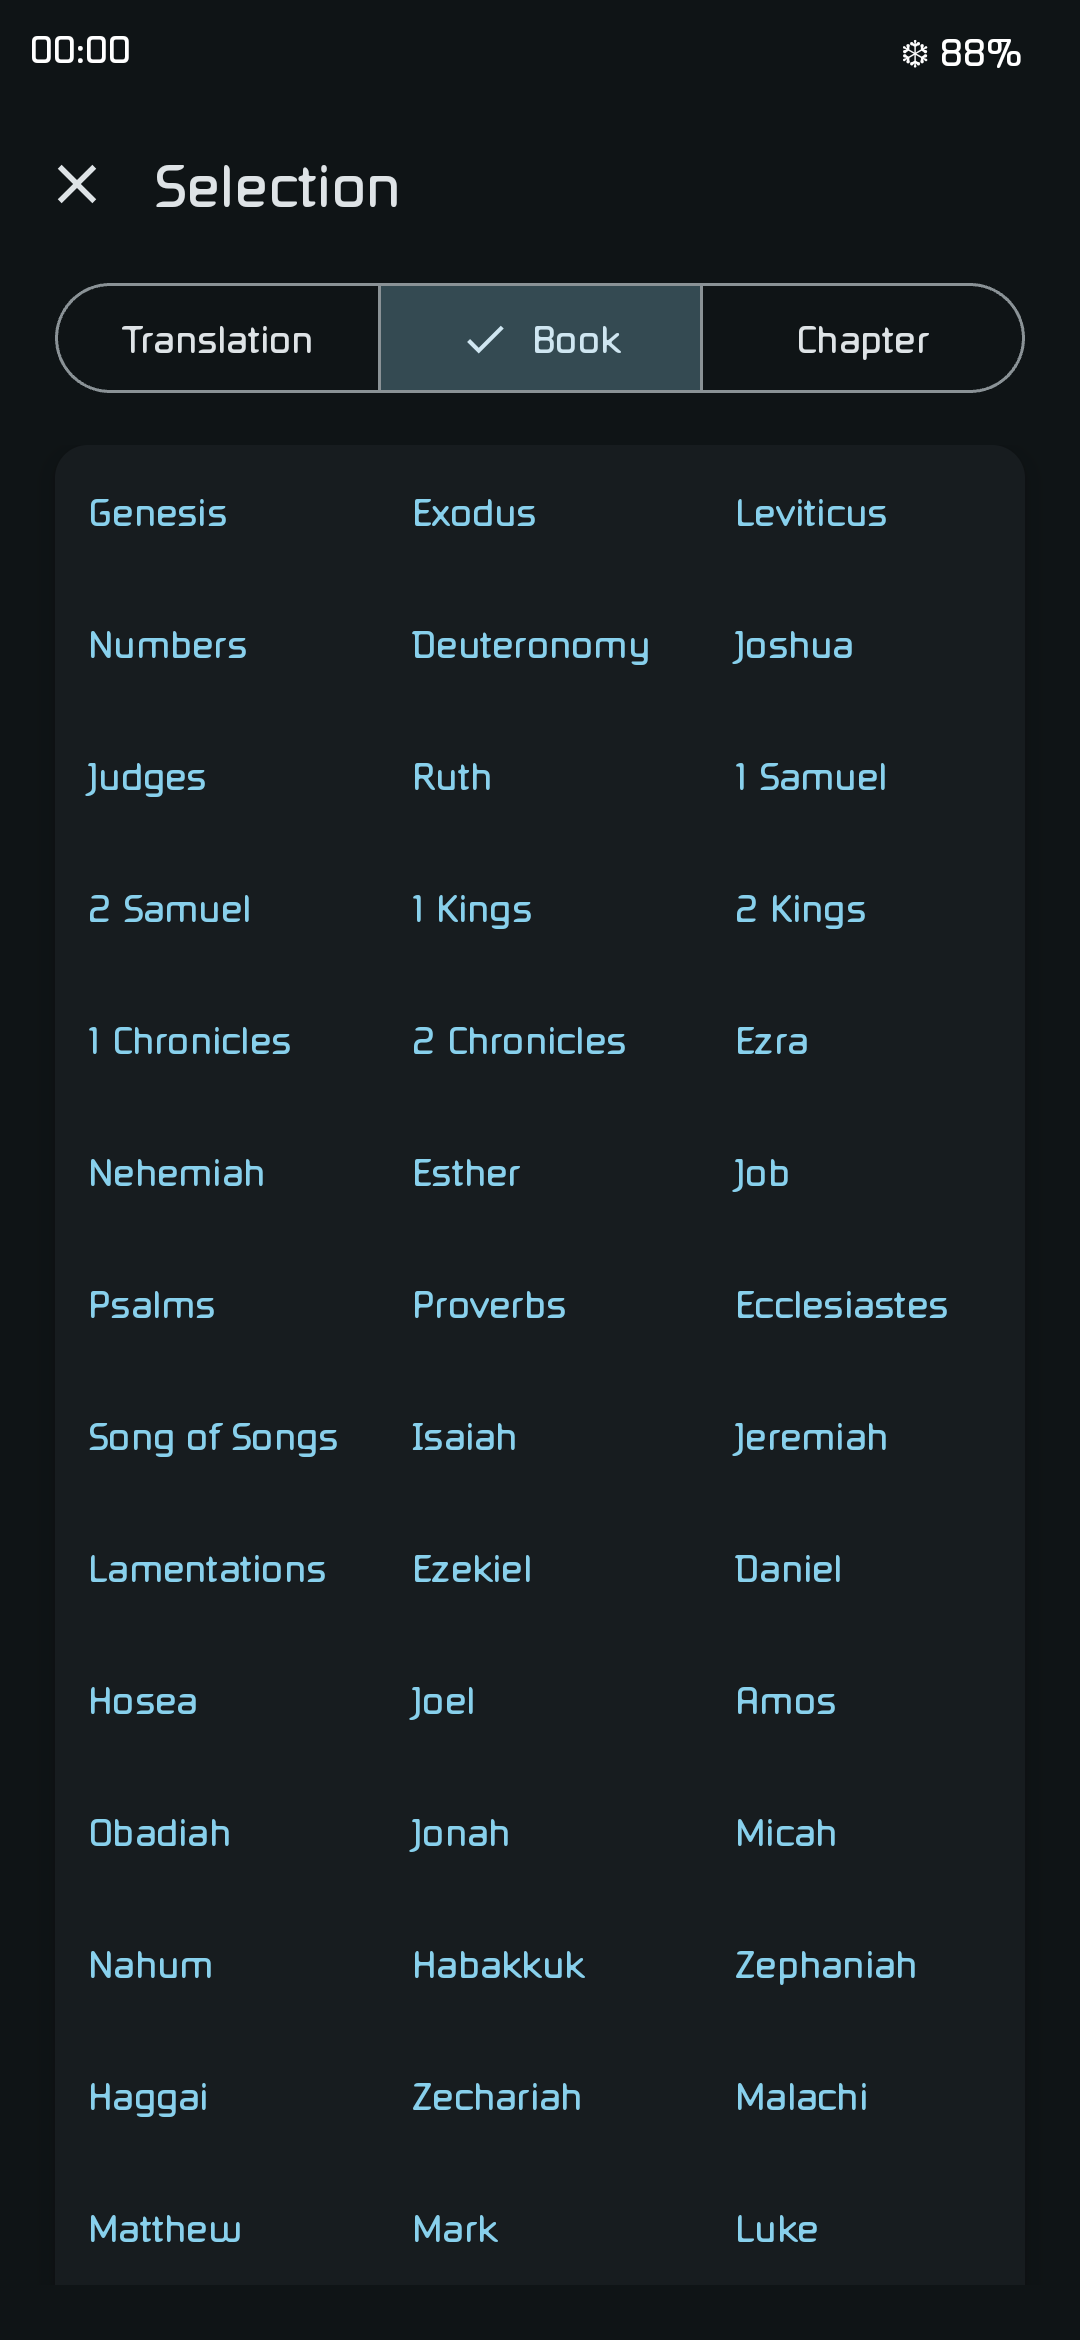 00:00 ❄ 88%
Selection
Translation Book Chapter
Genesis Exodus Leviticus
Numbers Deuteronomy Joshua
Judges Ruth 1 Samuel
2 Samuel 1 Kings 2 Kings
1 Chronicles 2 Chronicles Ezra
Nehemiah Esther Job
Psalms Proverbs Ecclesiastes
Song of Songs Isaiah Jeremiah
Lamentations Ezekiel Daniel
Hosea Joel Amos
Obadiah Jonah Micah
Nahum Habakkuk Zephaniah
Haggai Zechariah Malachi
Matthew Mark Luke